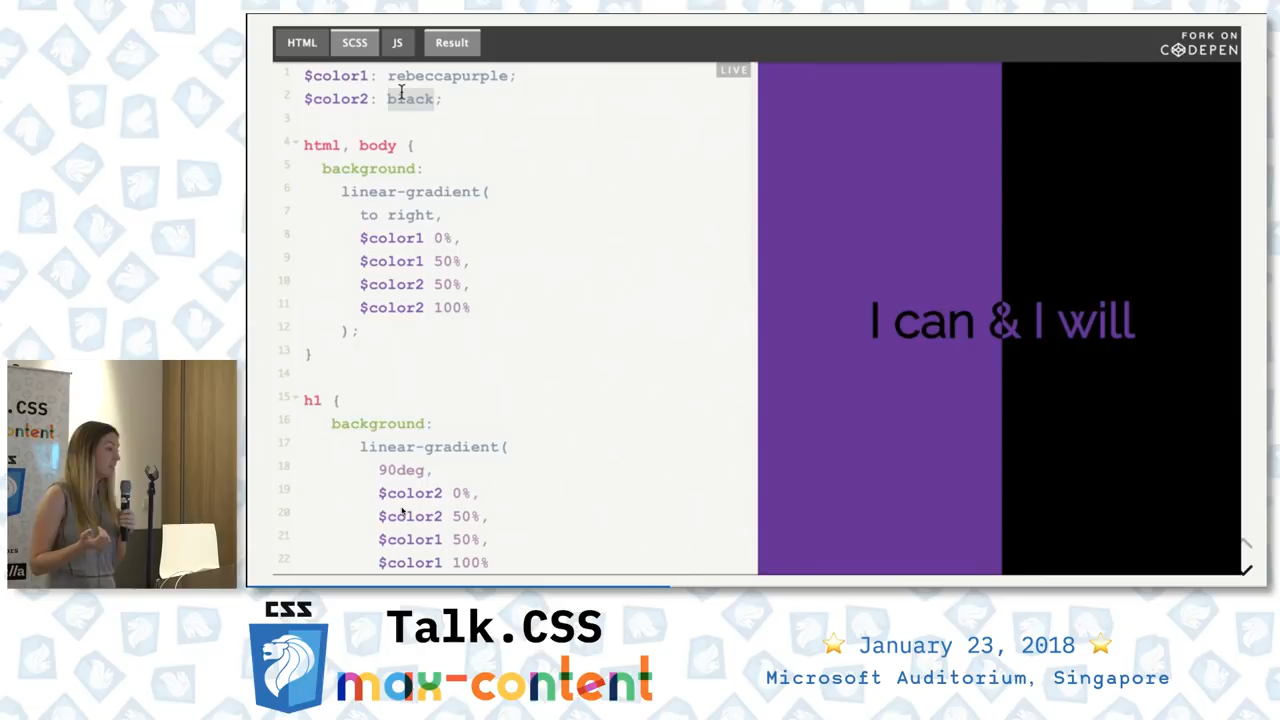 HTML SCSS JS Result
FORK ON
CODEPEN
LIVE
1 $color1: rebeccapurple;
2 $color2: black;
3
4 html, body {
5 background:
6 linear-gradient(
7 to right,
8 $color1 0%,
9 $color1 50%,
10 $color2 50%,
11 $color2 100%
12 );
13 }
14
15 h1 {
16 background:
17 linear-gradient(
18 90deg,
19 $color2 0%,
20 $color2 50%,
21 $color1 50%,
22 $color1 100%
I can & I will
.CSS
ontent
ors
//a
CSS
Talk.CSS
max-content
January 23, 2018
Microsoft Auditorium, Singapore